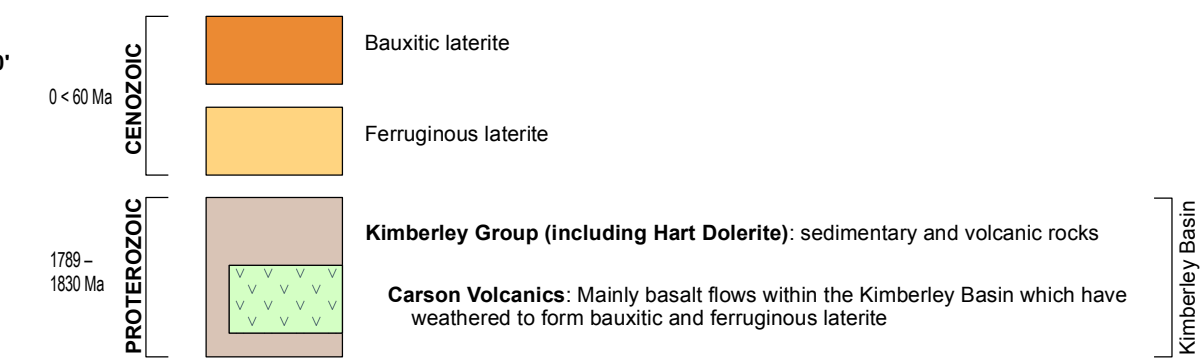 0'
0 < 60 Ma
CENOZOIC
Bauxitic laterite
Ferruginous laterite
1789 –
1830 Ma
PROTEROZOIC
Kimberley Group (including Hart Dolerite): sedimentary and volcanic rocks
Carson Volcanics: Mainly basalt flows within the Kimberley Basin which have
weathered to form bauxitic and ferruginous laterite
Kimberley Basin